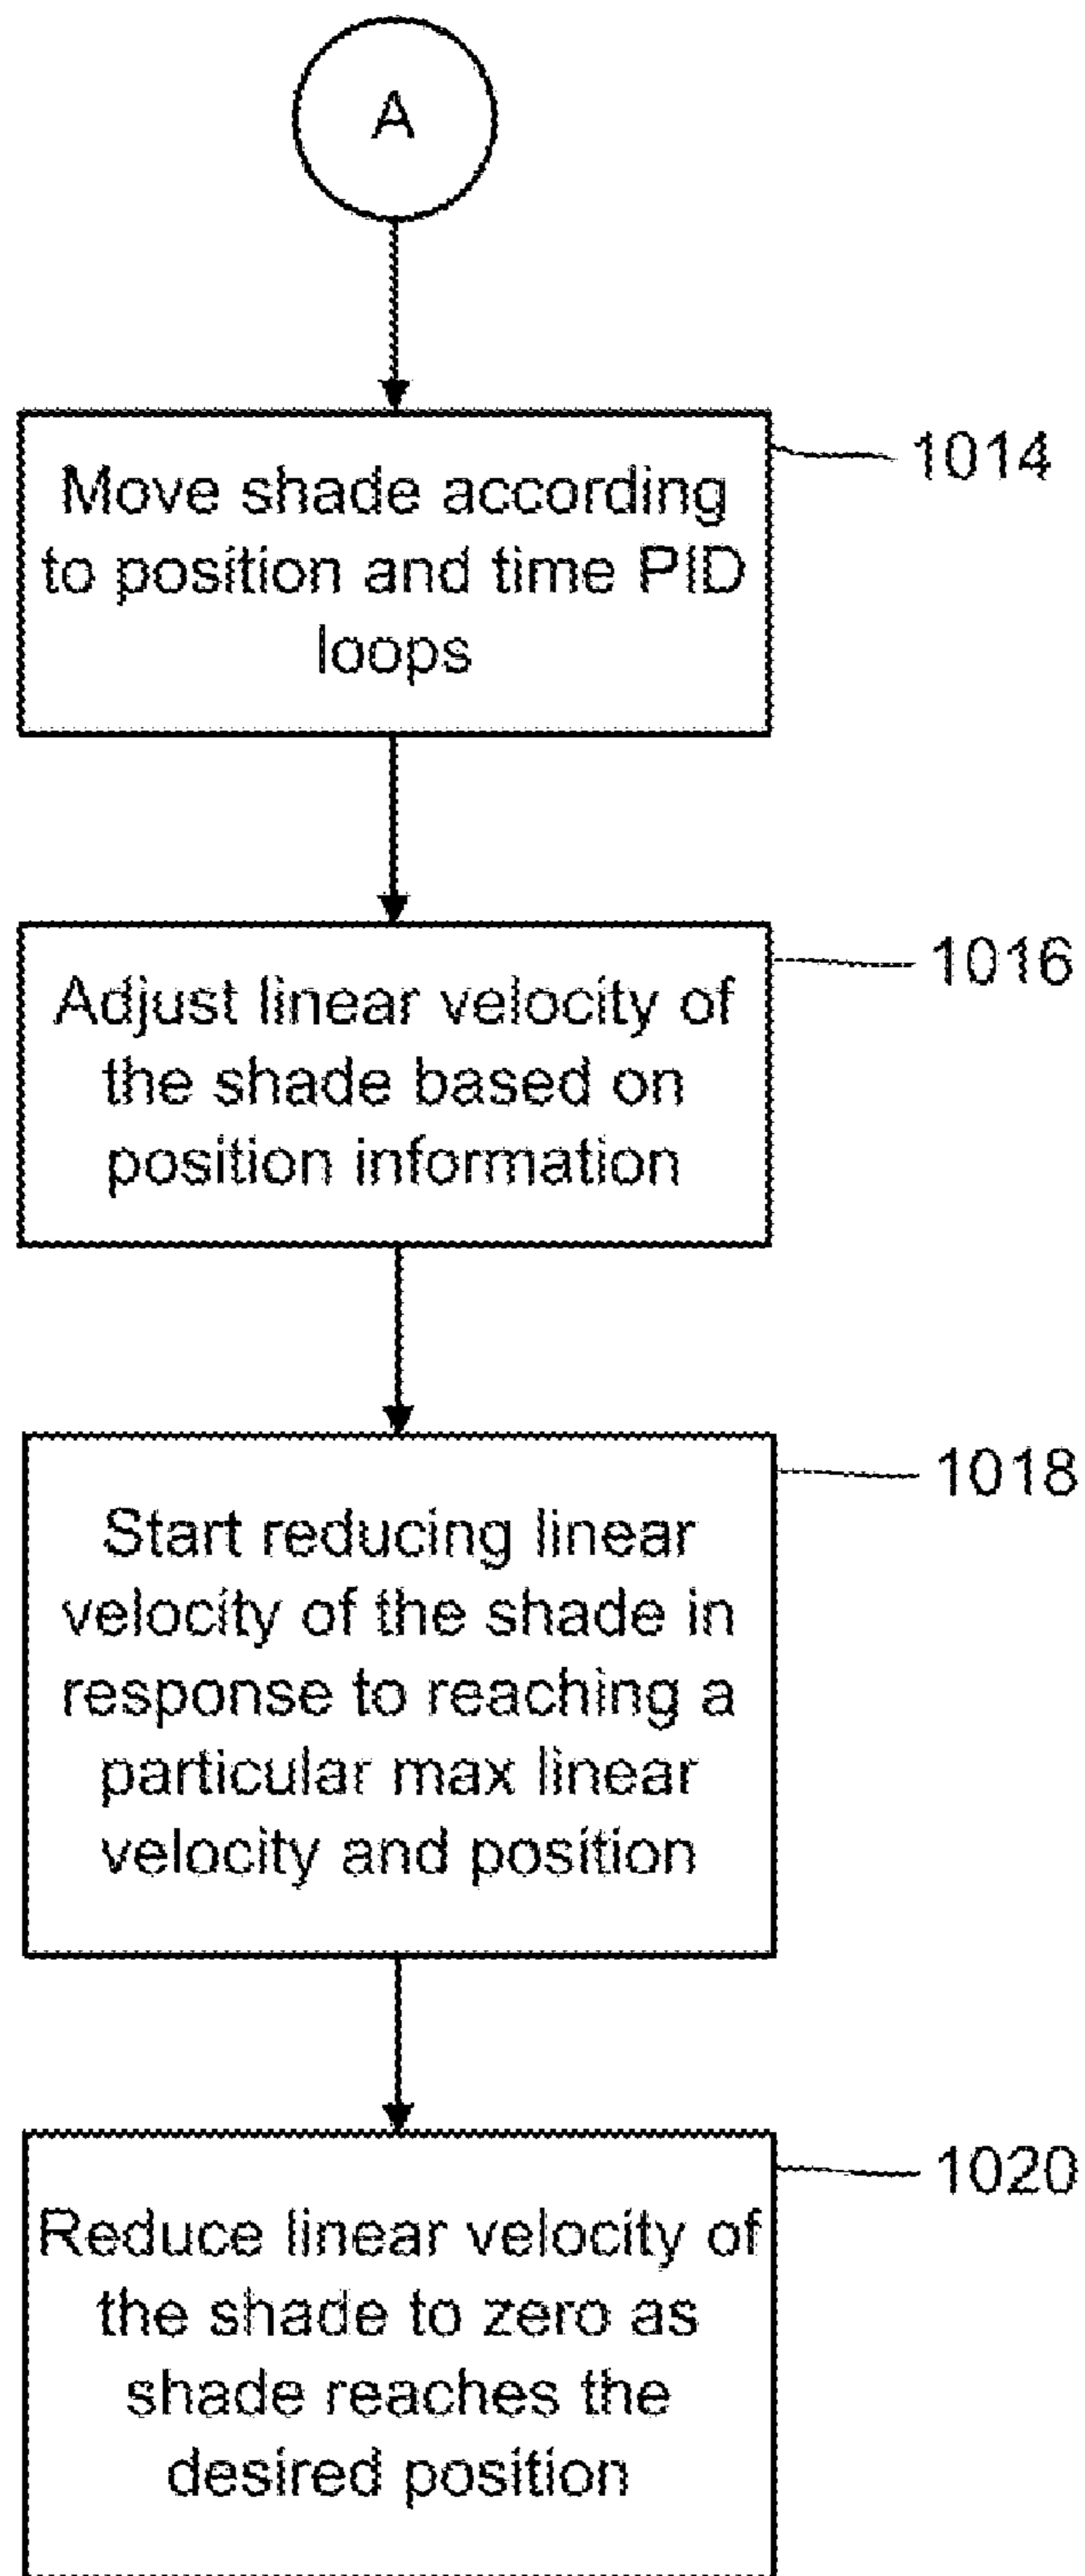 A
Move shade according
to position and time PID
loops
1014
Adjust linear velocity of
the shade based on
position information
1016
Start reducing linear
velocity of the shade in
response to reaching a
particular max linear
velocity and position
1018
Reduce linear velocity of
the shade to zero as
shade reaches the
desired position
1020